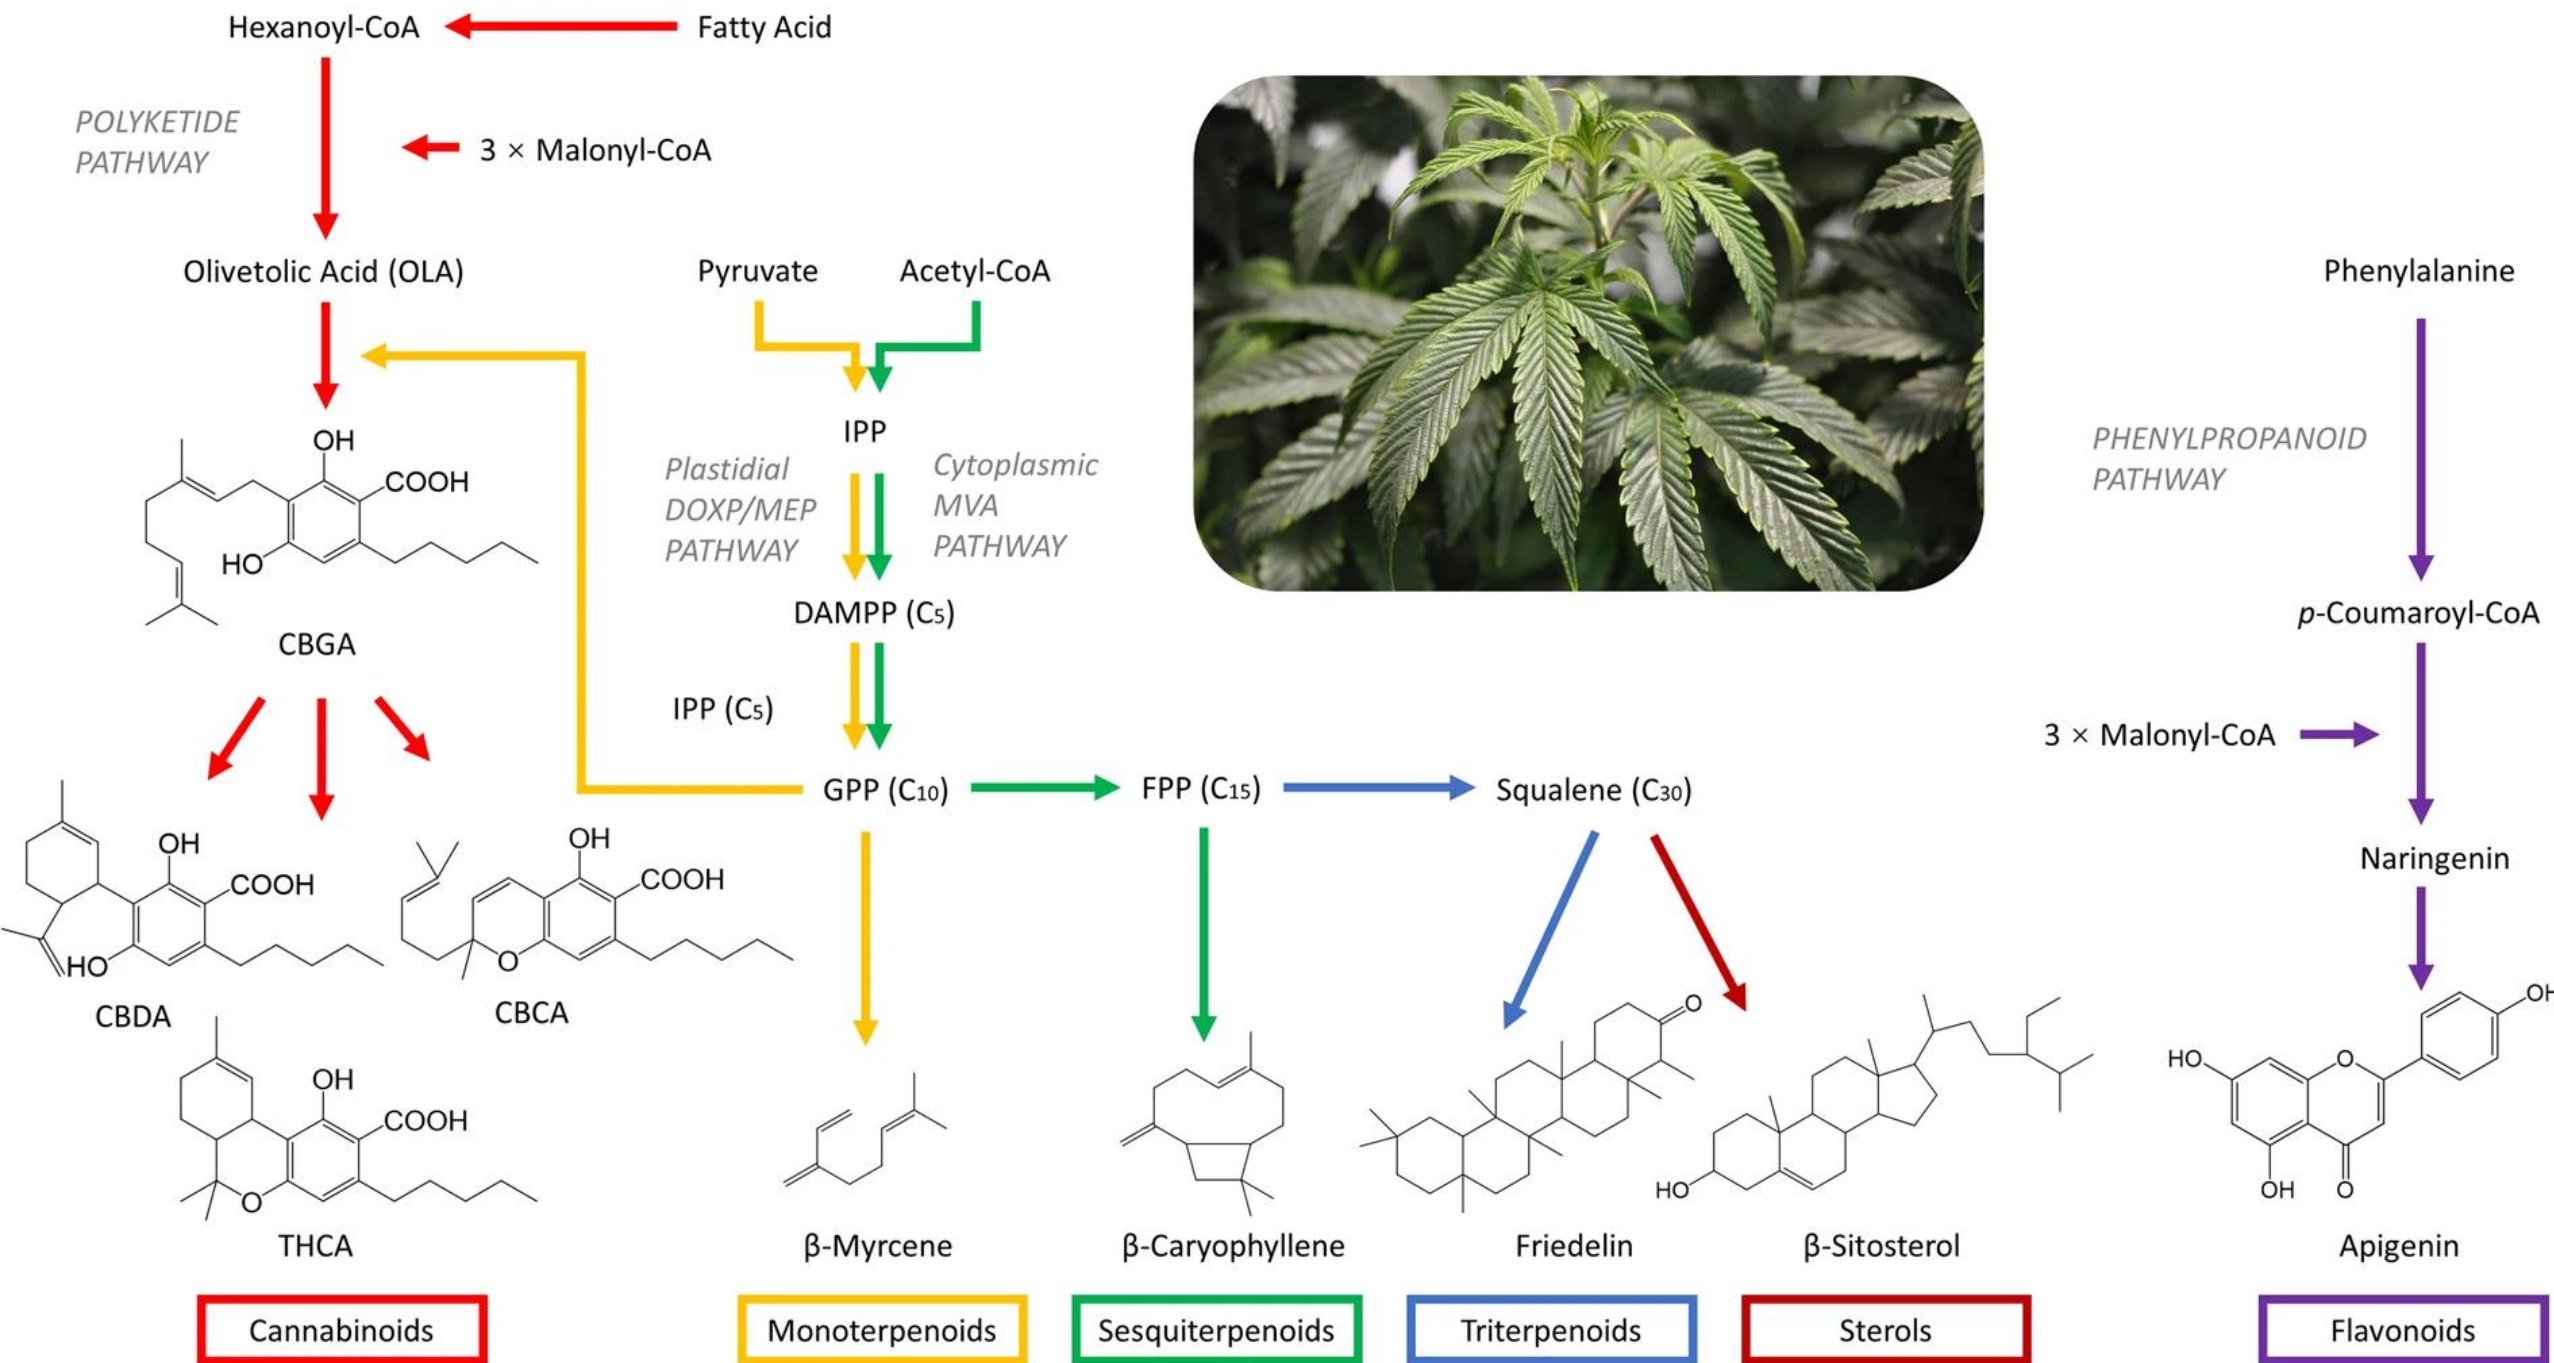 Hexanoyl-CoA
Fatty Acid
POLYKETIDE
PATHWAY
3 × Malonyl-CoA
Olivetolic Acid (OLA)
Pyruvate
Acetyl-CoA
Phenylalanine
IPP
Plastidial
DOXP/MEP
PATHWAY
Cytoplasmic
MVA
PATHWAY
PHENYLPROPANOID
PATHWAY
OH
COOH
HO
CBGA
DAMPP (C5)
p-Coumaroyl-CoA
IPP (C5)
3 × Malonyl-CoA
GPP (C10)
FPP (C15)
Squalene (C30)
Naringenin
OH
COOH
HO
CBDA
OH
COOH
O
CBCA
OH
COOH
O
THCA
β-Myrcene
β-Caryophyllene
O
Friedelin
HO
β-Sitosterol
OH
HO
O
OH
O
Apigenin
Cannabinoids
Monoterpenoids
Sesquiterpenoids
Triterpenoids
Sterols
Flavonoids